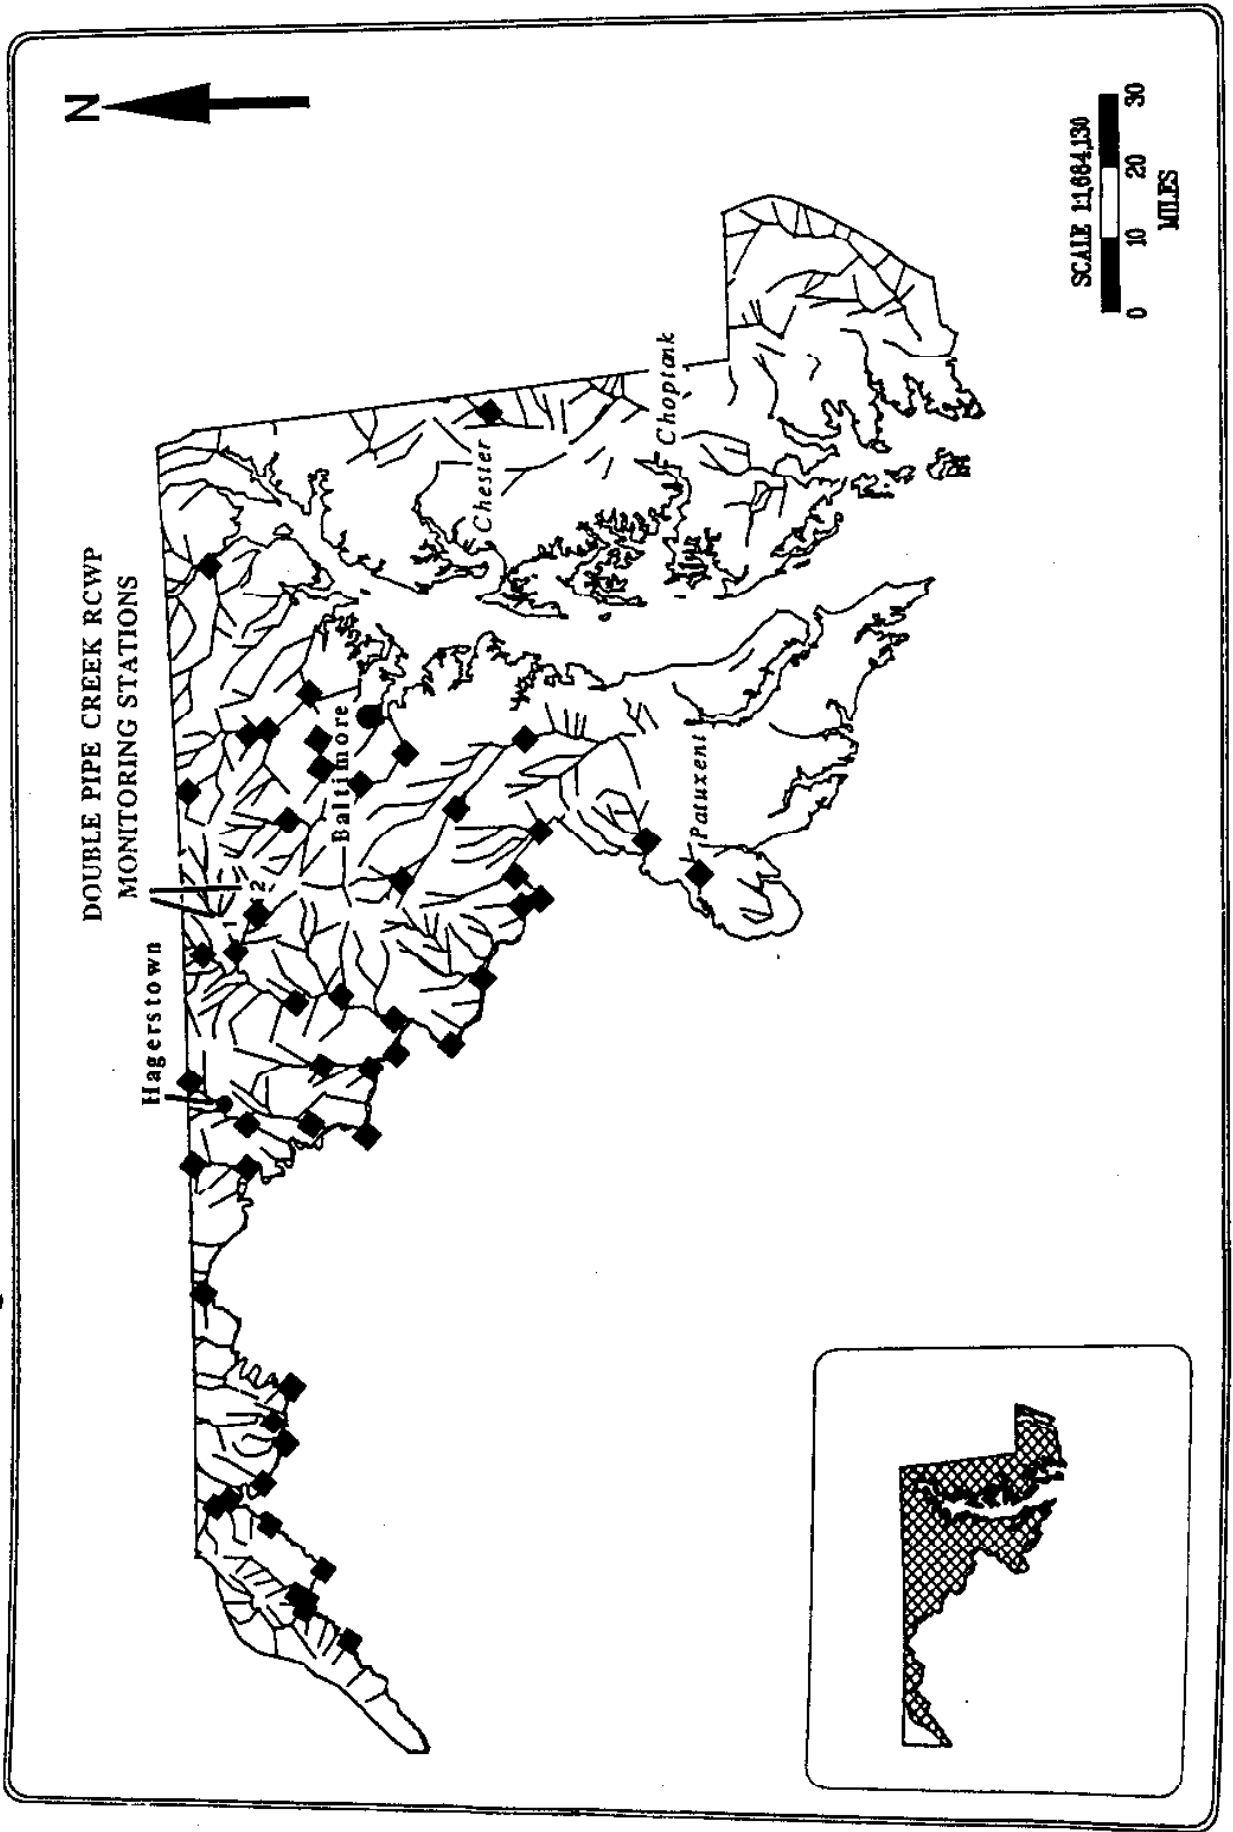 DOUBLE PIPE CREEK RCWP
MONITORING STATIONS
N
Hagerstown
1
2
Baltimore
Chester
Choptank
Patuxent
SCALE 1:1,684,130
0 10 20 30
MILES